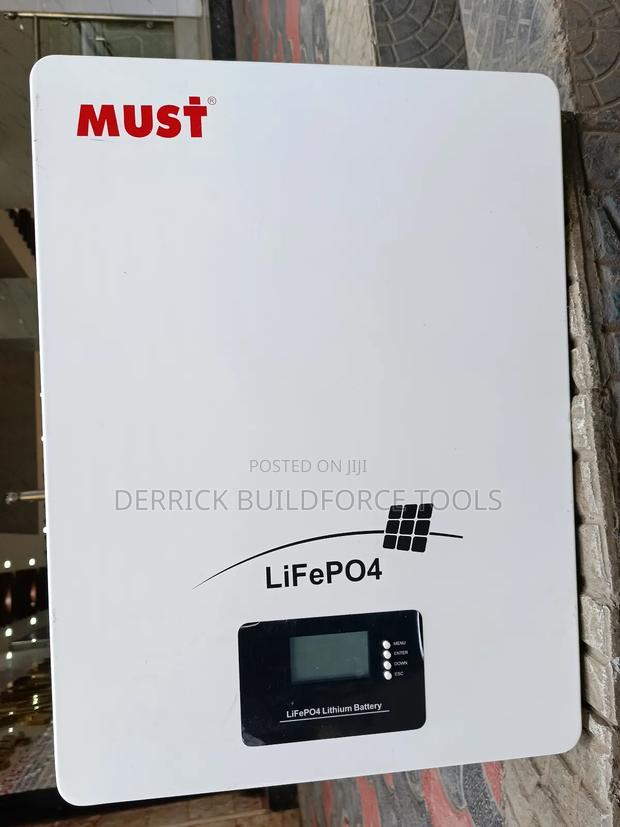 MUST®
POSTED ON JIJI
DERRICK BUILDFORCE TOOLS
LiFePO4
MENU
ENTER
DOWN
ESC
LiFePO4 Lithium Battery